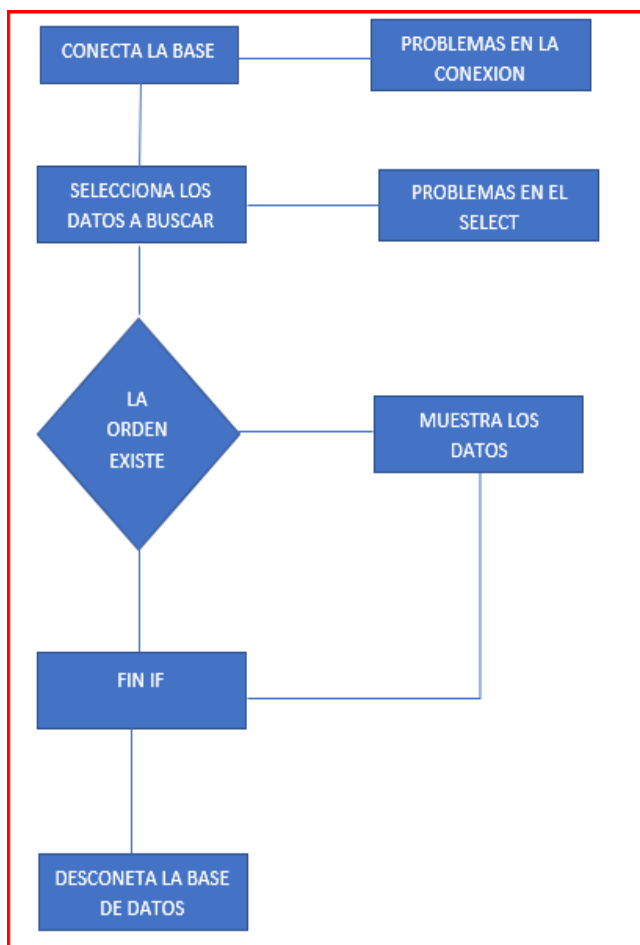 CONECTA LA BASE
PROBLEMAS EN LA
CONEXION
SELECCIONA LOS
DATOS A BUSCAR
PROBLEMAS EN EL
SELECT
LA
ORDEN
EXISTE
MUESTRA LOS
DATOS
FIN IF
DESCONETA LA BASE
DE DATOS